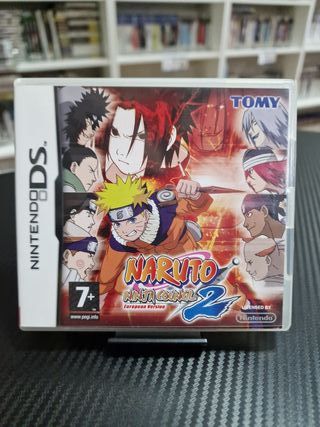 NINTENDO DS
TOMY
NARUTO
NINJA COUNCIL 2
European Version
7+
www.pegi.info
LICENSED BY
Nintendo